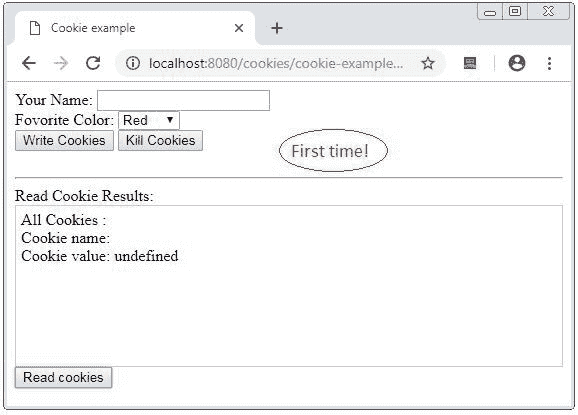 Cookie example
localhost:8080/cookies/cookie-example...
Your Name:
Fovorite Color: Red
Write Cookies Kill Cookies
First time!
Read Cookie Results:
All Cookies :
Cookie name:
Cookie value: undefined
Read cookies